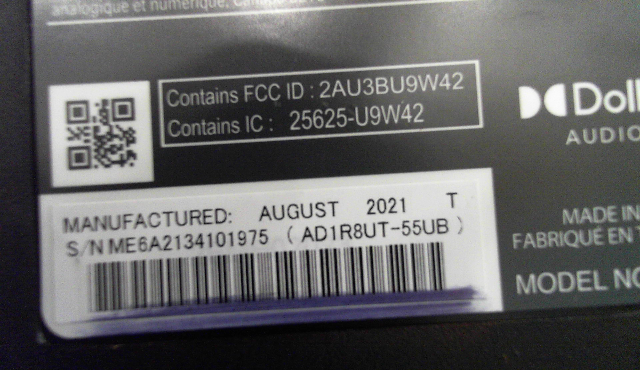 analogique et numérique.
Contains FCC ID : 2AU3BU9W42
Contains IC : 25625-U9W42
AUDIO
MANUFACTURED: AUGUST 2021 T
S/N ME6A2134101975 ( AD1R8UT-55UB )
MADE IN
FABRIQUÉ EN
MODEL